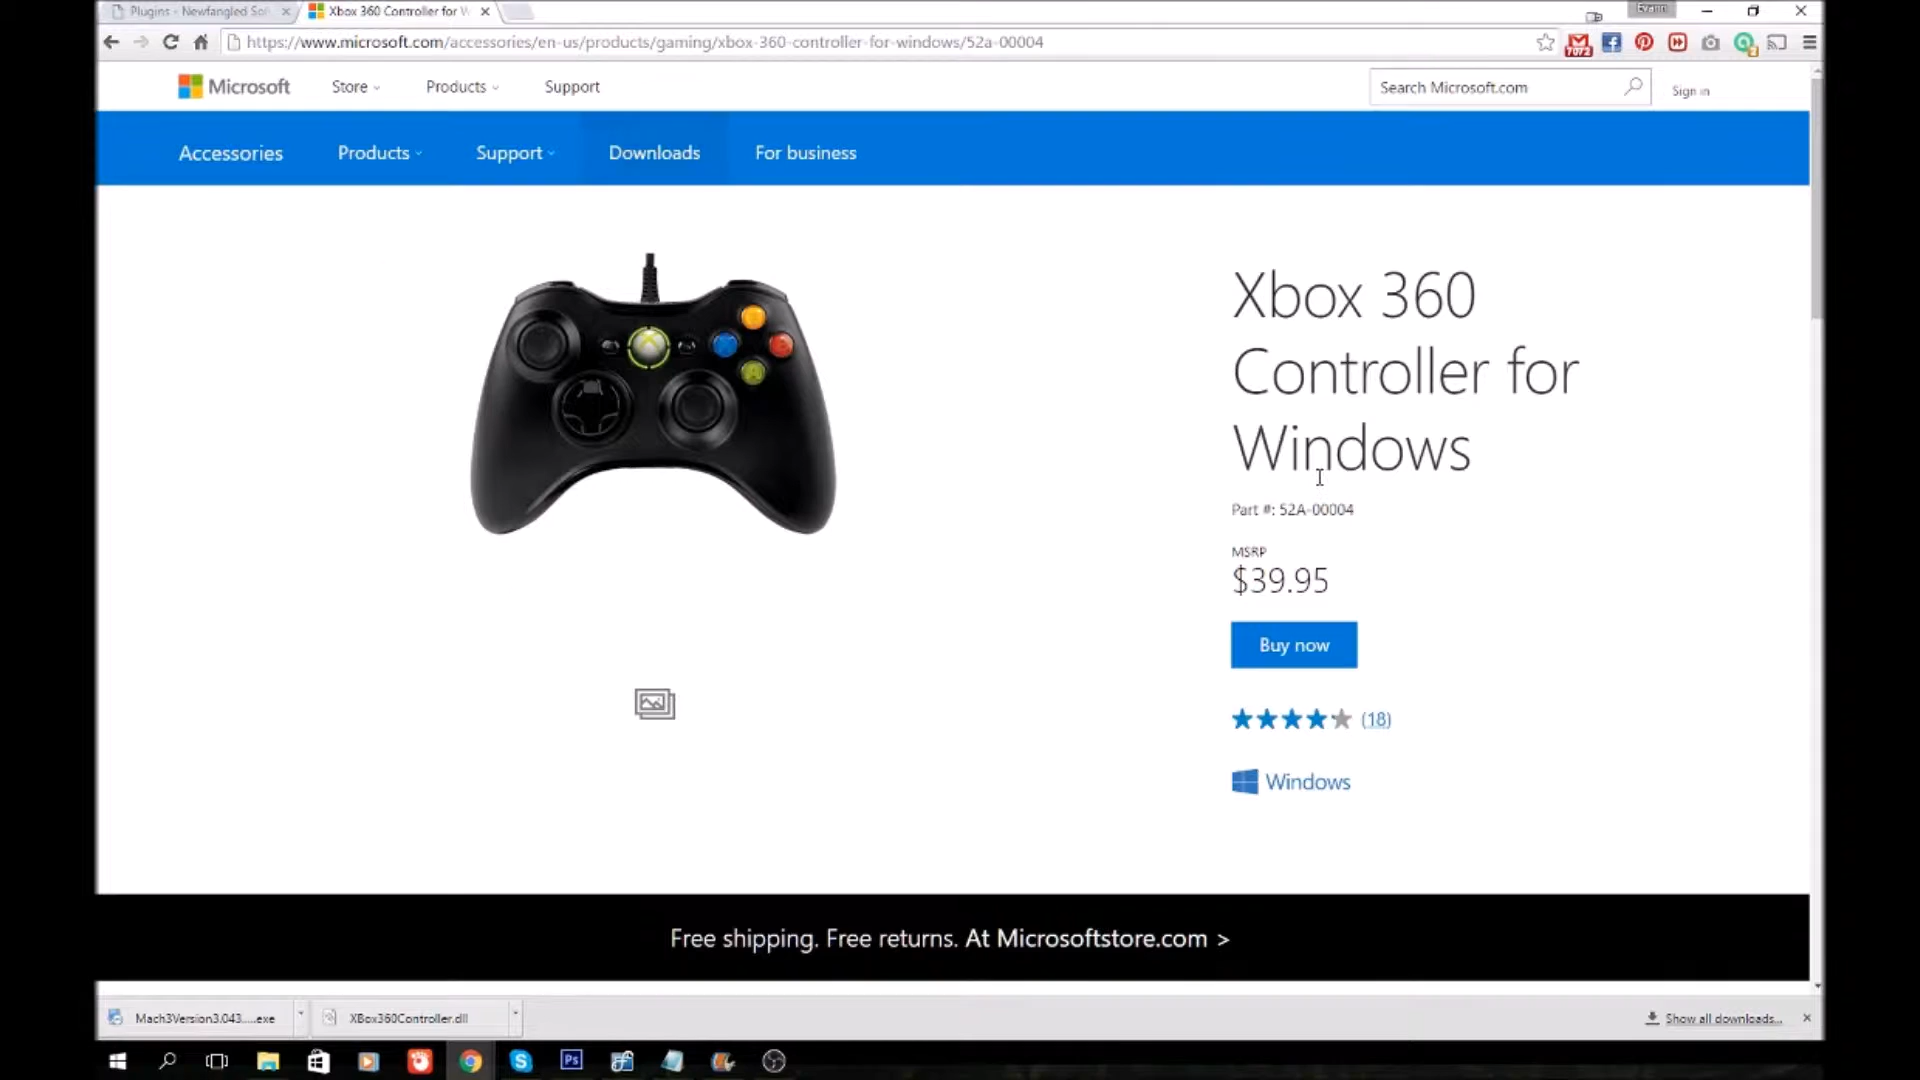 Plugins - Newfangled Sol
Xbox 360 Controller for W
Evann
https://www.microsoft.com/accessories/en-us/products/gaming/xbox-360-controller-for-windows/52a-00004
7072
Microsoft
Store
Products
Support
Search Microsoft.com
Sign in
Accessories
Products
Support
Downloads
For business
Xbox 360
Controller for
Windows
Part #: 52A-00004
MSRP
$39.95
Buy now
(18)
Windows
Free shipping. Free returns. At Microsoftstore.com >
Mach3Version3.043....exe
XBox360Controller.dll
Show all downloads...
Ps